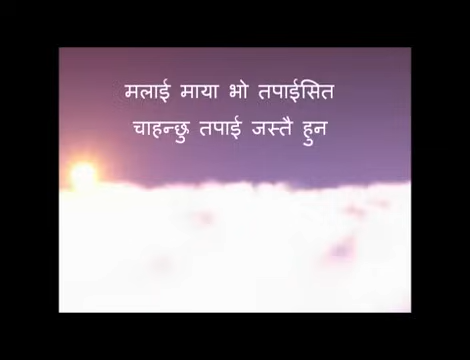 मलाई माया भो तपाईसित
चाहन्छु तपाई जस्तै हुन